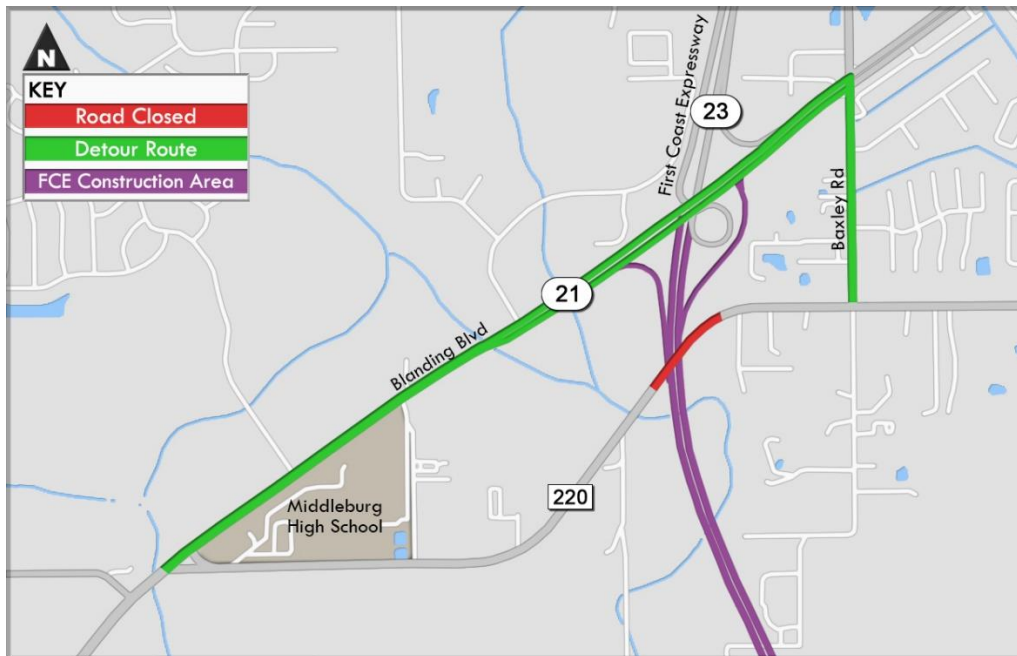 N
KEY
Road Closed
Detour Route
FCE Construction Area
First Coast Expressway
23
Baxley Rd
21
Blanding Blvd
220
Middleburg
High School